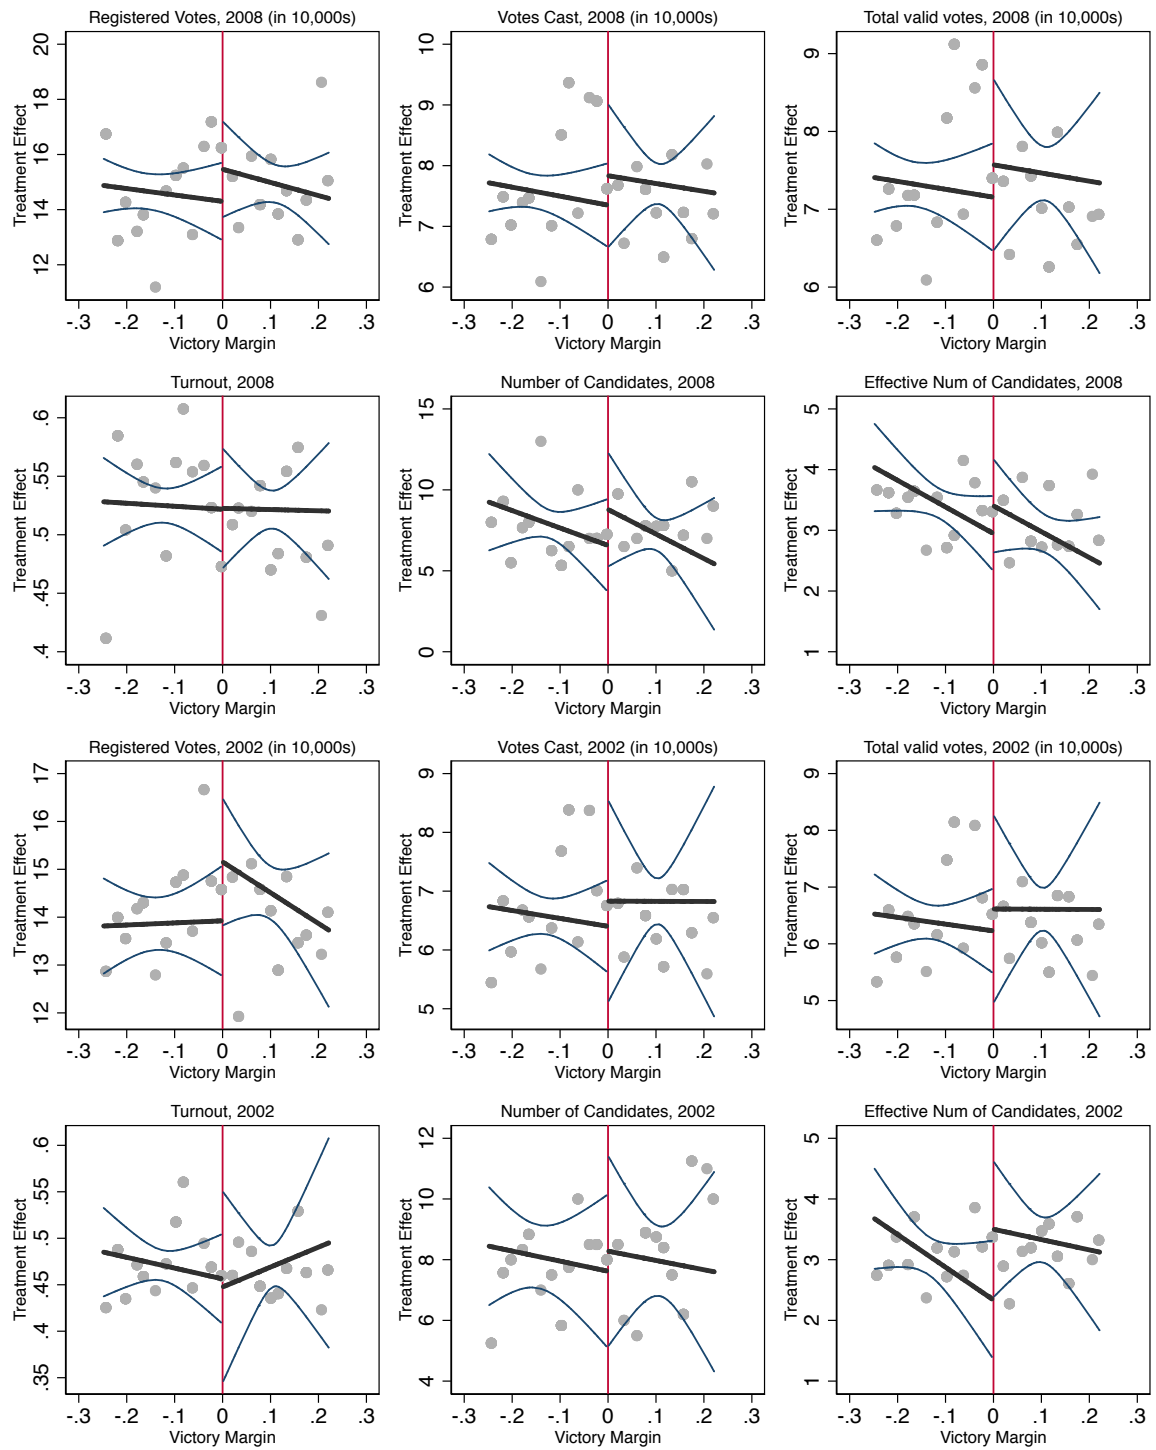 Registered Votes, 2008 (in 10,000s)
Treatment Effect
20
18
16
14
12
-.3 -.2 -.1 0 .1 .2 .3
Victory Margin
Votes Cast, 2008 (in 10,000s)
Treatment Effect
10
9
8
7
6
-.3 -.2 -.1 0 .1 .2 .3
Victory Margin
Total valid votes, 2008 (in 10,000s)
Treatment Effect
9
8
7
6
-.3 -.2 -.1 0 .1 .2 .3
Victory Margin
Turnout, 2008
Treatment Effect
.6
.55
.5
.45
.4
-.3 -.2 -.1 0 .1 .2 .3
Victory Margin
Number of Candidates, 2008
Treatment Effect
15
10
5
0
-.3 -.2 -.1 0 .1 .2 .3
Victory Margin
Effective Num of Candidates, 2008
Treatment Effect
5
4
3
2
1
-.3 -.2 -.1 0 .1 .2 .3
Victory Margin
Registered Votes, 2002 (in 10,000s)
Treatment Effect
17
16
15
14
13
12
-.3 -.2 -.1 0 .1 .2 .3
Victory Margin
Votes Cast, 2002 (in 10,000s)
Treatment Effect
9
8
7
6
5
-.3 -.2 -.1 0 .1 .2 .3
Victory Margin
Total valid votes, 2002 (in 10,000s)
Treatment Effect
9
8
7
6
5
-.3 -.2 -.1 0 .1 .2 .3
Victory Margin
Turnout, 2002
Treatment Effect
.6
.55
.5
.45
.4
.35
-.3 -.2 -.1 0 .1 .2 .3
Victory Margin
Number of Candidates, 2002
Treatment Effect
12
10
8
6
4
-.3 -.2 -.1 0 .1 .2 .3
Victory Margin
Effective Num of Candidates, 2002
Treatment Effect
5
4
3
2
1
-.3 -.2 -.1 0 .1 .2 .3
Victory Margin